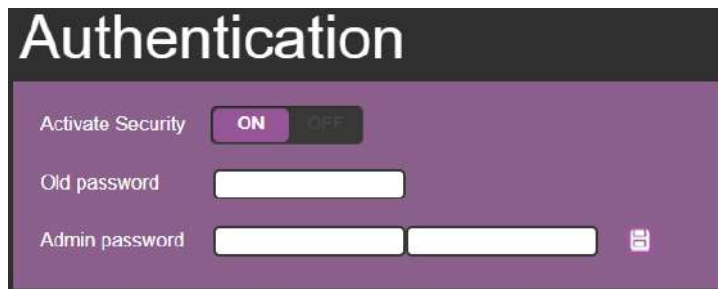 Authentication
Activate Security ON OFF
Old password
Admin password